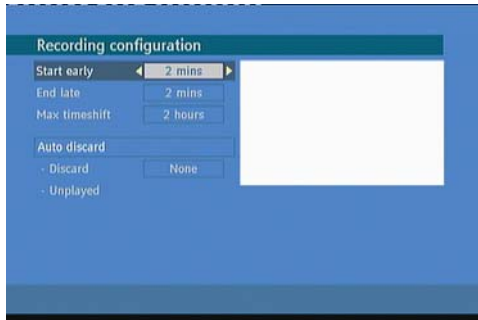 Recording configuration
Start early 2 mins
End late 2 mins
Max timeshift 2 hours
Auto discard
- Discard None
- Unplayed